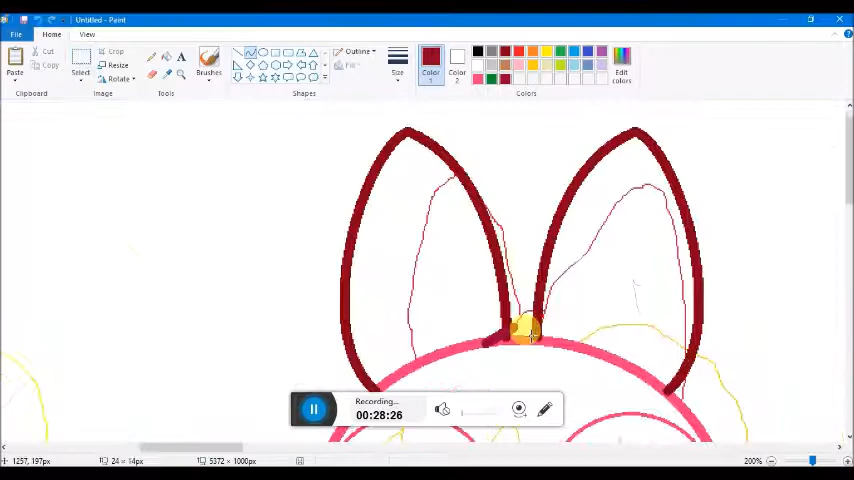 Untitled - Paint
File Home View
Paste
Cut
Copy
Clipboard
Select
Crop
Resize
Rotate
Image
A
Tools
Brushes
Shapes
Outline
Fill
Size
Color 1
Color 2
Edit colors
Colors
Recording...
00:28:26
1257, 197px
24 × 14px
5372 × 1000px
200%